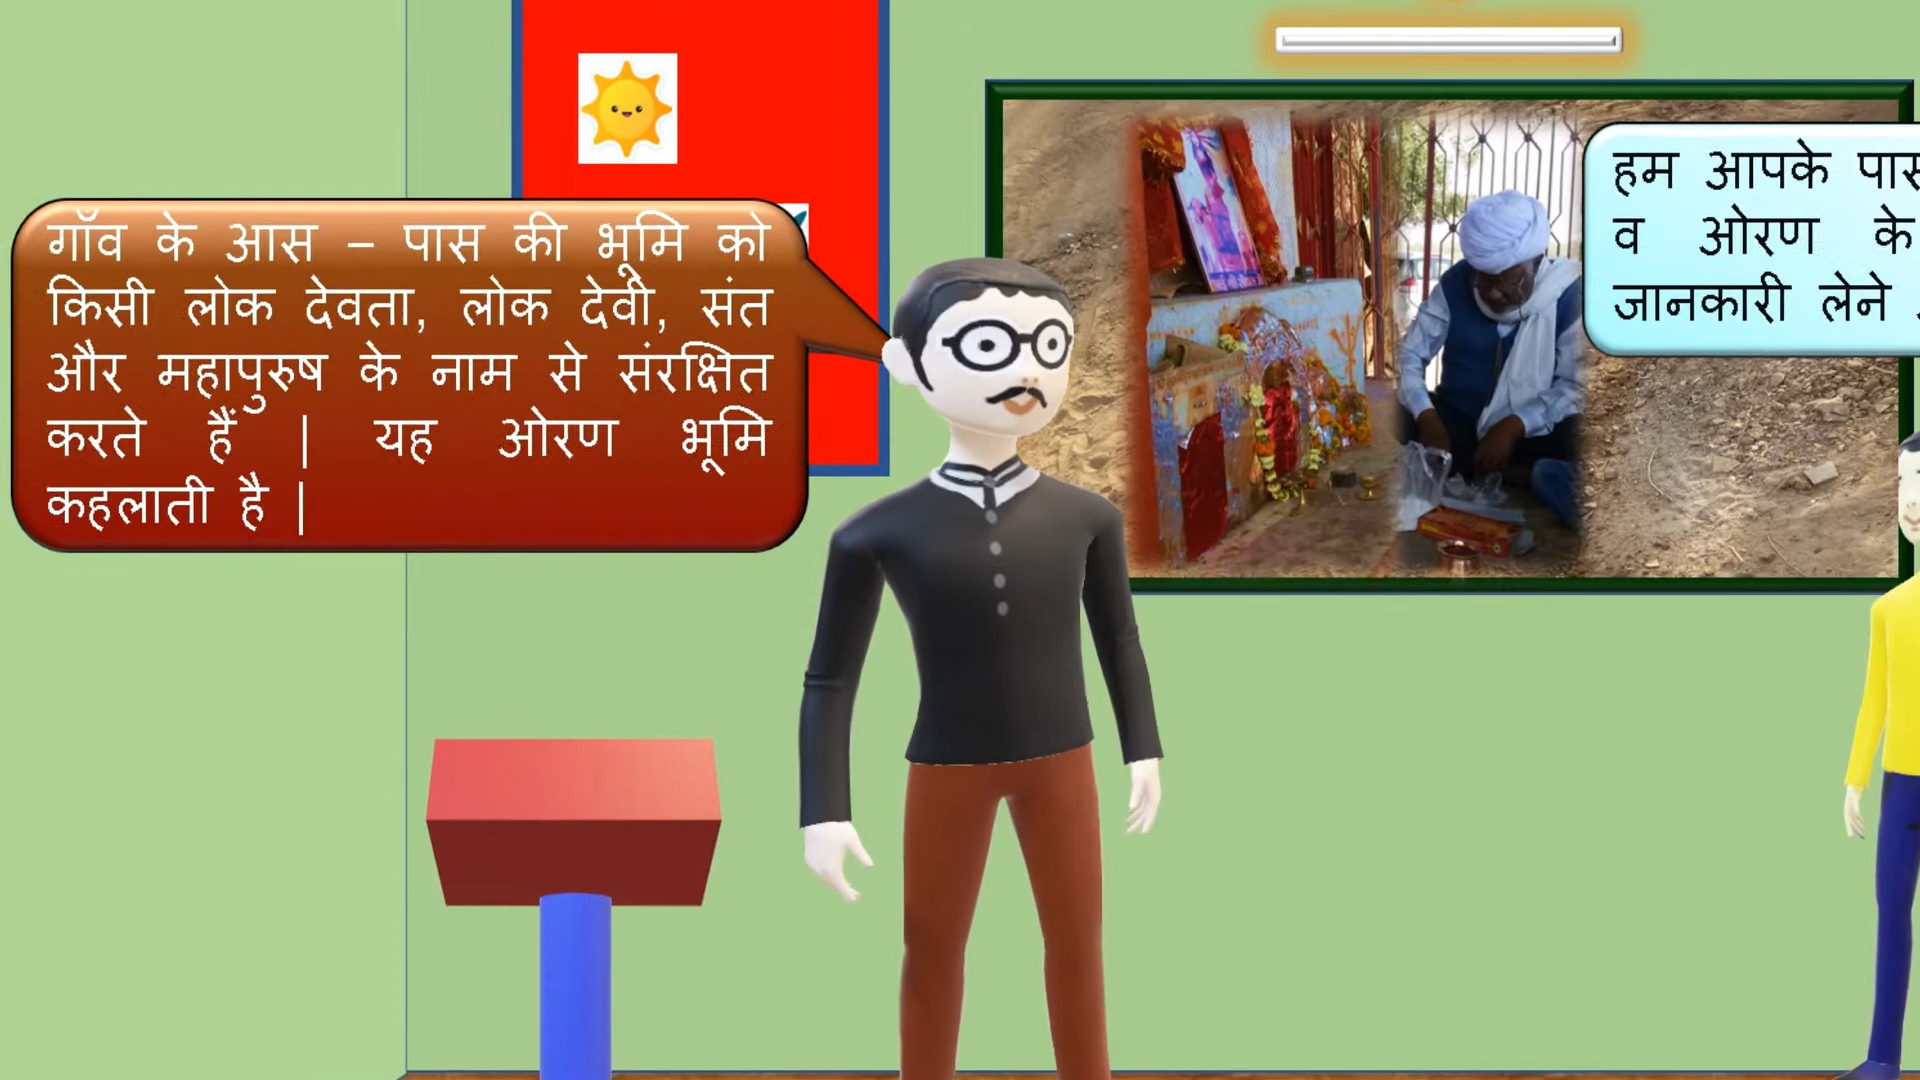 गाँव के आस – पास की भूमि को
किसी लोक देवता, लोक देवी, संत
और महापुरुष के नाम से संरक्षित
करते हैं | यह ओरण भूमि
कहलाती है |
हम आपके पास
व ओरण के
जानकारी लेने